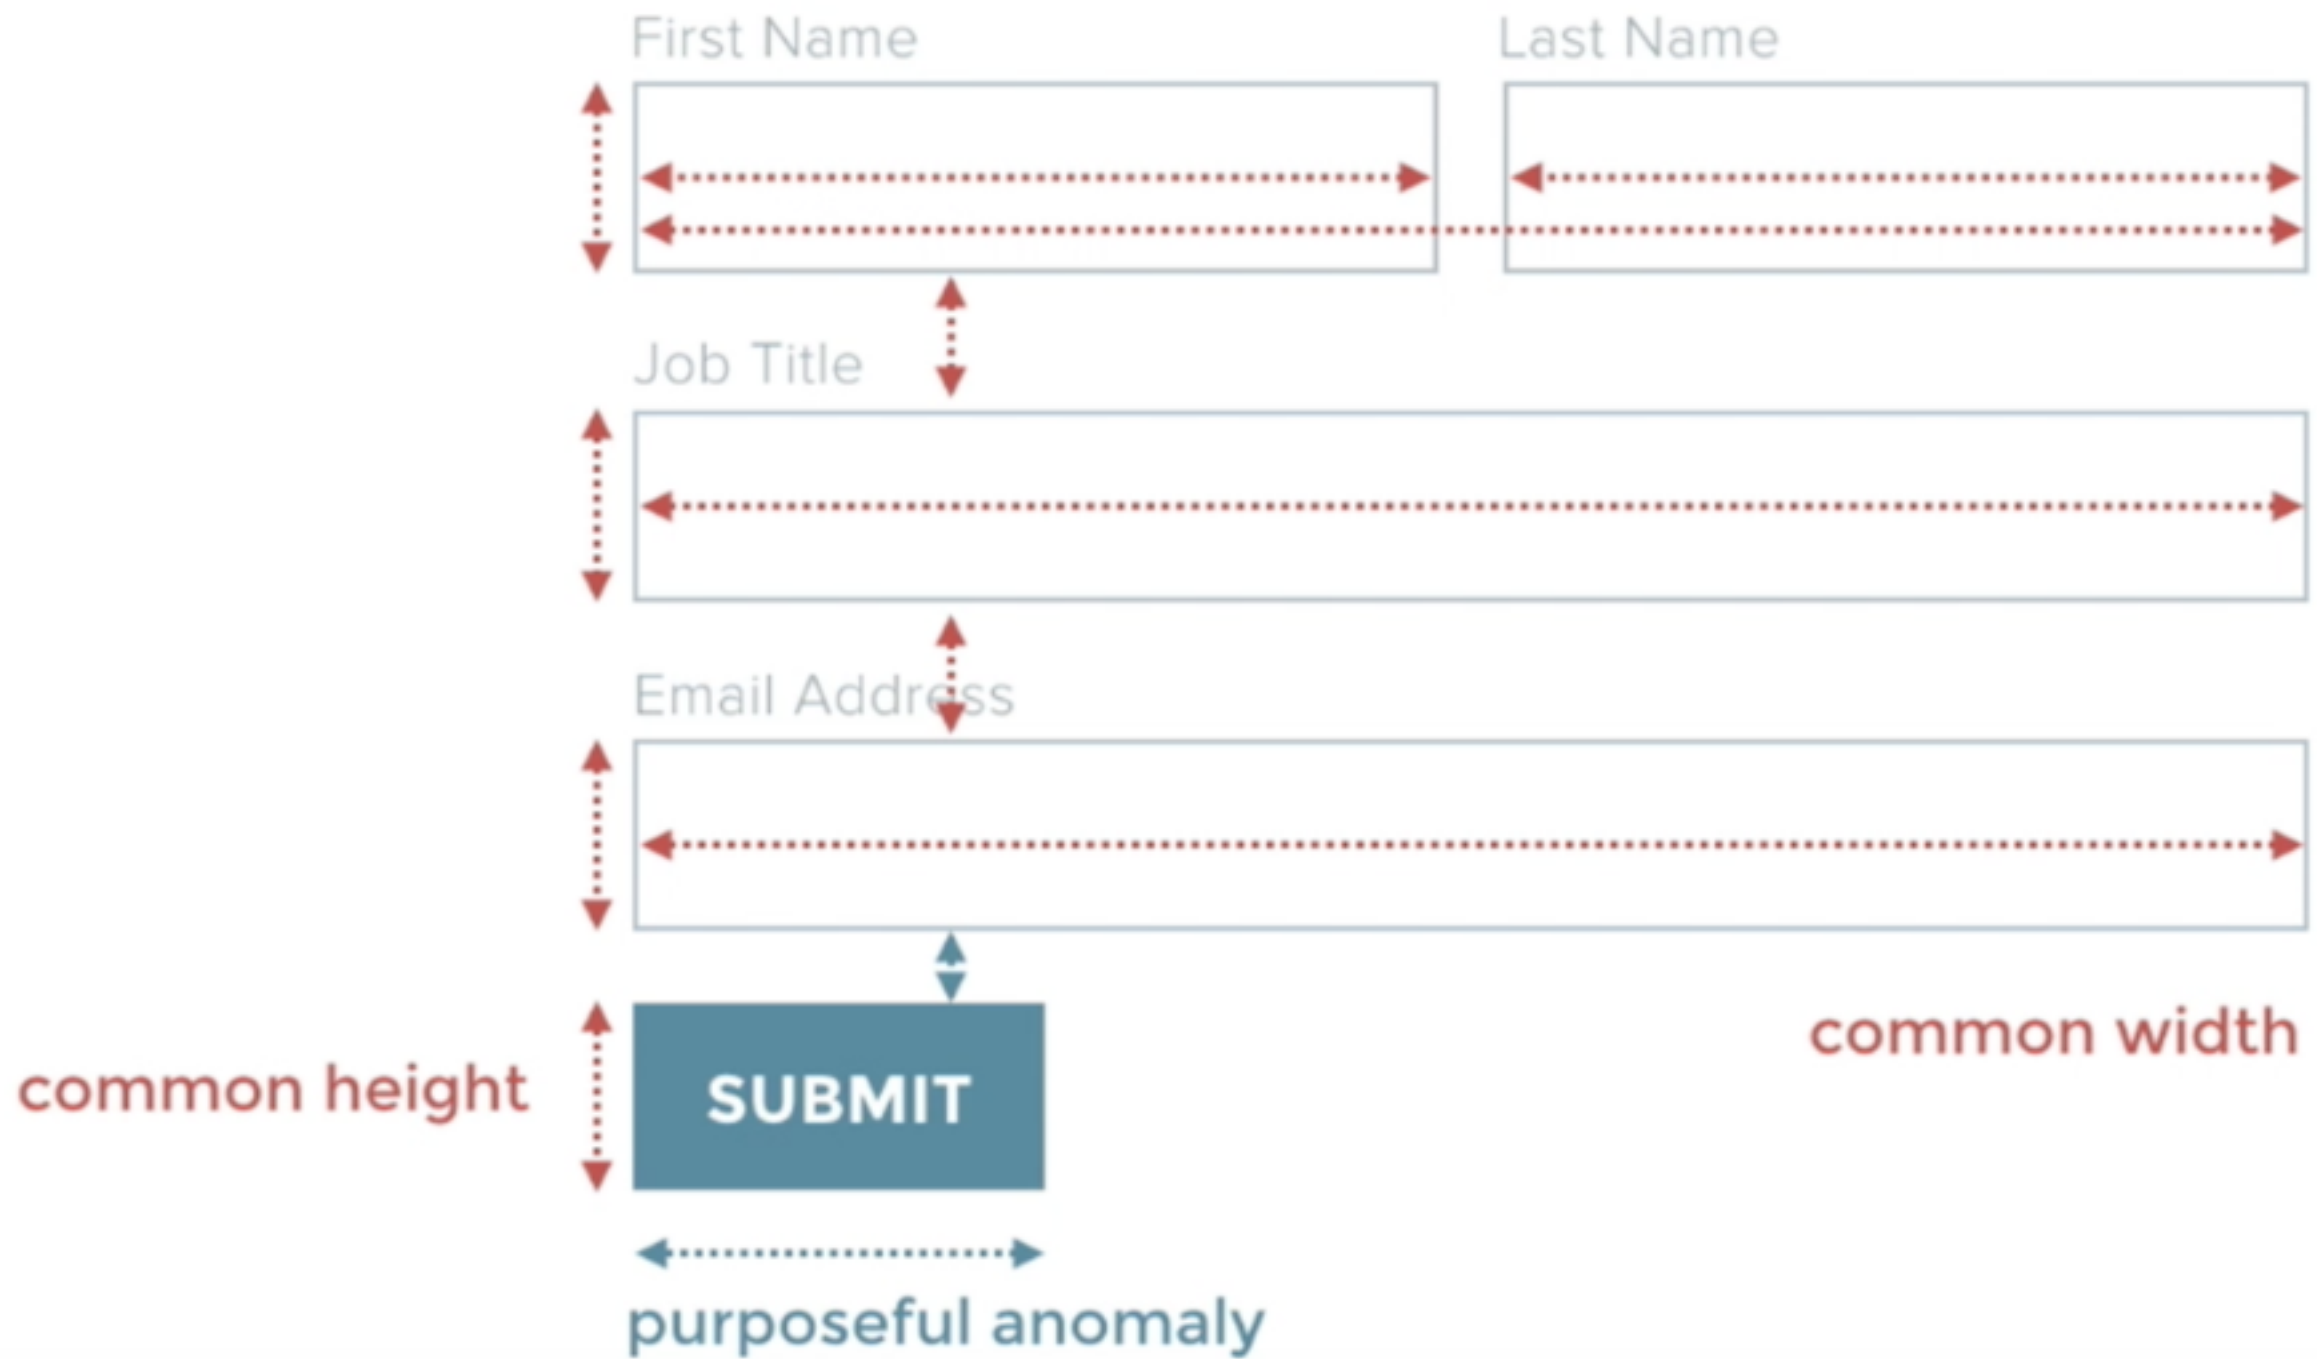 First Name
Last Name
Job Title
Email Address
common width
common height
SUBMIT
purposeful anomaly